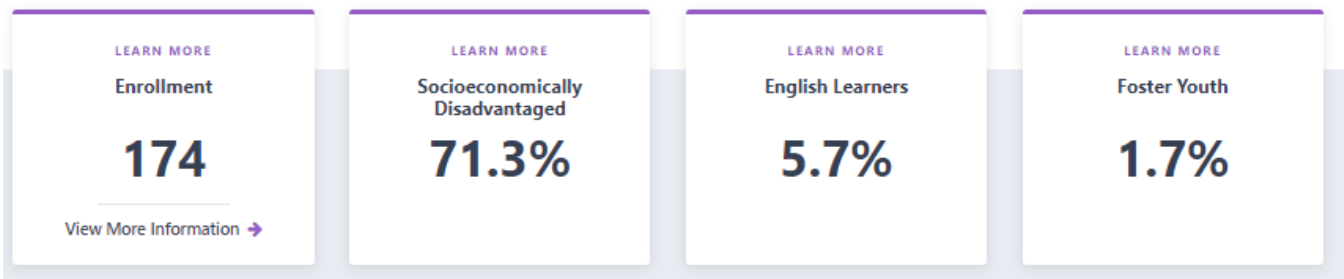 LEARN MORE
Enrollment
174
View More Information
LEARN MORE
Socioeconomically
Disadvantaged
71.3%
LEARN MORE
English Learners
5.7%
LEARN MORE
Foster Youth
1.7%